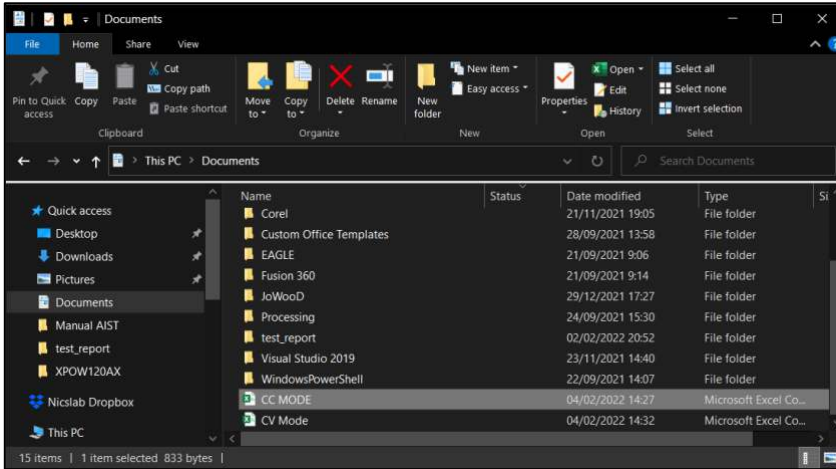 Documents
File Home Share View
Pin to Quick access
Copy
Paste
Cut
Copy path
Paste shortcut
Clipboard
Move to
Copy to
Delete
Rename
Organize
New folder
New item
Easy access
New
Properties
Open
Edit
History
Open
Select all
Select none
Invert selection
Select
This PC > Documents
Search Documents
Quick access
Desktop
Downloads
Pictures
Documents
Manual AIST
test_report
XPOW120AX
Nicslab Dropbox
This PC
Name Status Date modified Type Si
Corel 21/11/2021 19:05 File folder
Custom Office Templates 28/09/2021 13:58 File folder
EAGLE 21/09/2021 9:06 File folder
Fusion 360 21/09/2021 9:14 File folder
JoWooD 29/12/2021 17:27 File folder
Processing 24/09/2021 15:30 File folder
test_report 02/02/2022 20:52 File folder
Visual Studio 2019 23/11/2021 14:40 File folder
WindowsPowerShell 22/09/2021 14:07 File folder
CC MODE 04/02/2022 14:27 Microsoft Excel Co...
CV Mode 04/02/2022 14:32 Microsoft Excel Co...
15 items | 1 item selected 833 bytes |